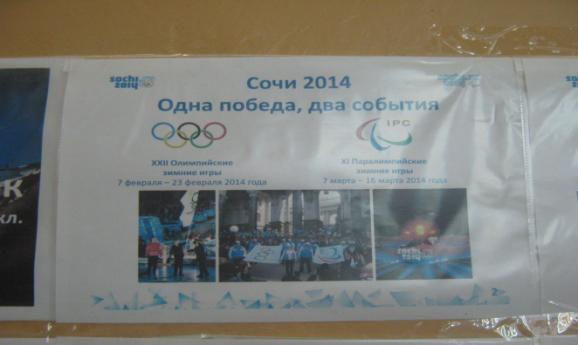 Сочи 2014
Одна победа, два события
sochi
2014
IPC
XXII Олимпийские
зимние игры
7 февраля – 23 февраля 2014 года
XI Паралимпийские
зимние игры
7 марта – 16 марта 2014 года
К
кл.